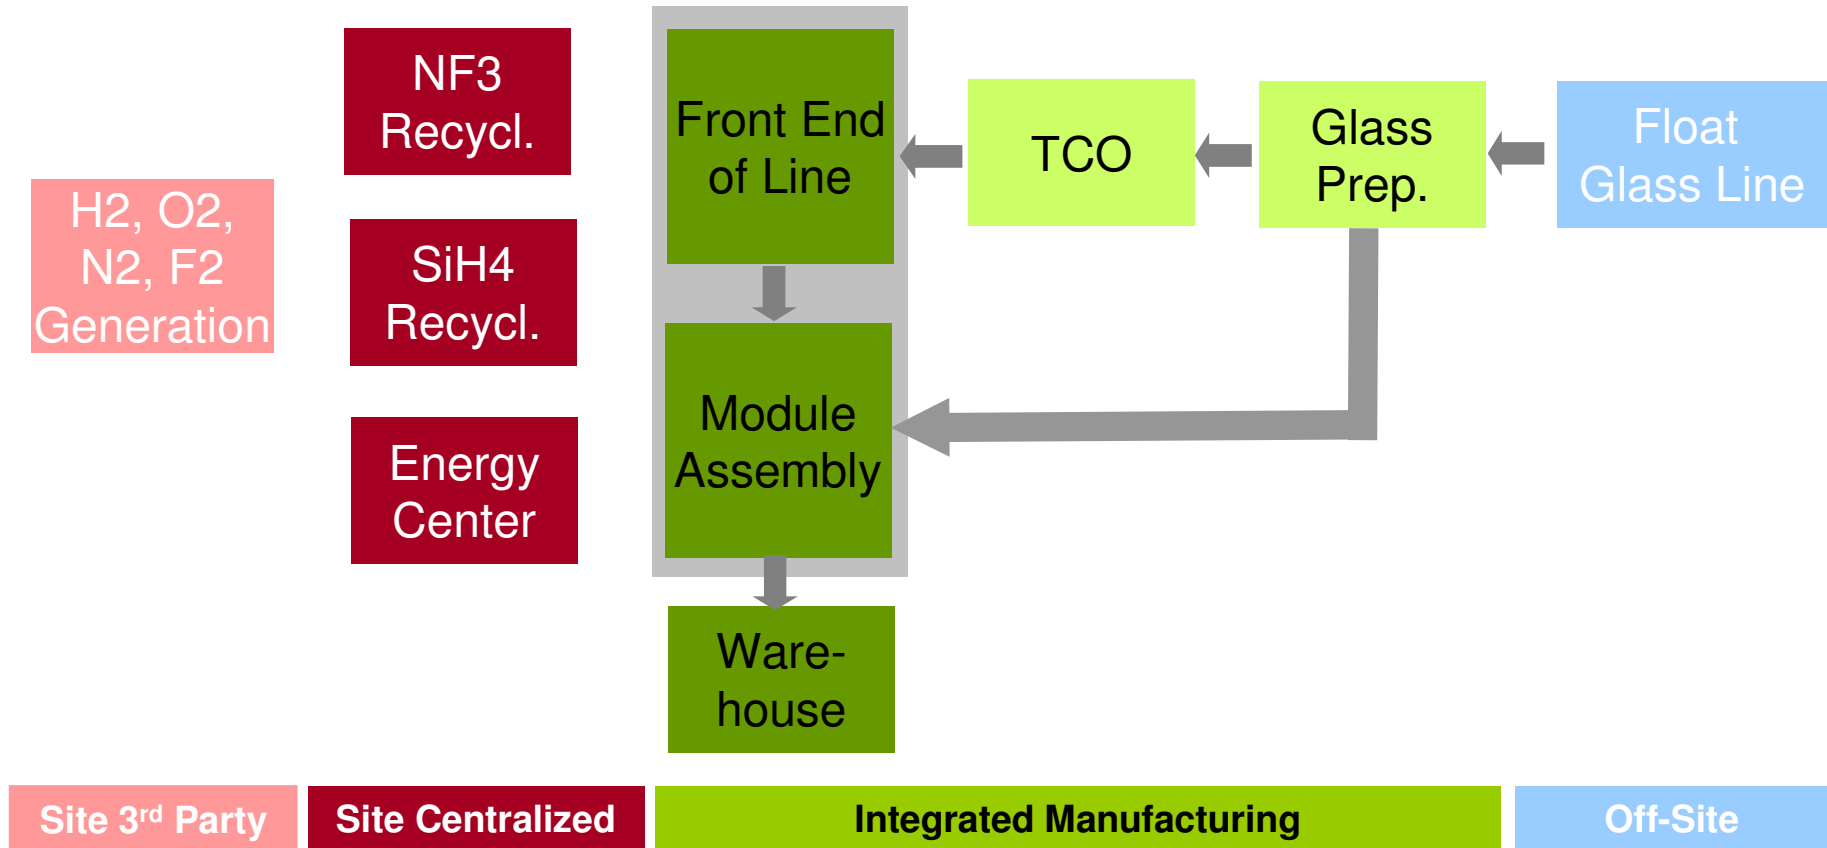 NF3
Recycl.
Front End
of Line
TCO
Glass
Prep.
Float
Glass Line
H2, O2,
N2, F2
Generation
SiH4
Recycl.
Module
Assembly
Energy
Center
Ware-
house
Site 3rd Party
Site Centralized
Integrated Manufacturing
Off-Site